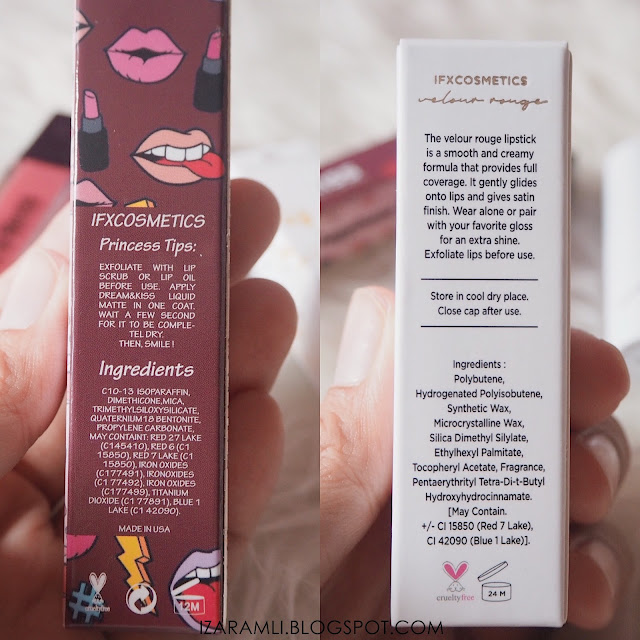 IFXCOSMETICS
Princess Tips:
EXFOLIATE WITH LIP
SCRUB OR LIP OIL
BEFORE USE. APPLY
DREAM&KISS LIQUID
MATTE IN ONE COAT.
WAIT A FEW SECOND
FOR IT TO BE COMPLE-
TEL DRY.
THEN, SMILE!
Ingredients
C10-13 ISOPARAFFIN,
DIMETHICONE, MICA,
TRIMETHYLSILOXYSILICATE,
QUATERNIUM 18 BENTONITE,
PROPYLENE CARBONATE,
MAY CONTAINT: RED 27 LAKE
(C145410), RED 6 (C1
15850), RED 7 LAKE (C1
15850), IRON OXIDES
(C177491), IRONOXIDES
(C177492), IRON OXIDES
(C177499), TITANIUM
DIOXIDE (C177891), BLUE 1
LAKE (C1 42090).
MADE IN USA
#
crueltyfree
12M
IFXCOSMETICS
velour rouge
The velour rouge lipstick
is a smooth and creamy
formula that provides full
coverage. It gently glides
onto lips and gives satin
finish. Wear alone or pair
with your favorite gloss
for an extra shine.
Exfoliate lips before use.
Store in cool dry place.
Close cap after use.
Ingredients :
Polybutene,
Hydrogenated Polyisobutene,
Synthetic Wax,
Microcrystalline Wax,
Silica Dimethyl Silylate,
Ethylhexyl Palmitate,
Tocopheryl Acetate, Fragrance,
Pentaerythrityl Tetra-Di-t-Butyl
Hydroxyhydrocinnamate.
[May Contain.
+/- CI 15850 (Red 7 Lake),
CI 42090 (Blue 1 Lake)].
crueltyfree
24 M
IZARAMLI.BLOGSPOT.COM